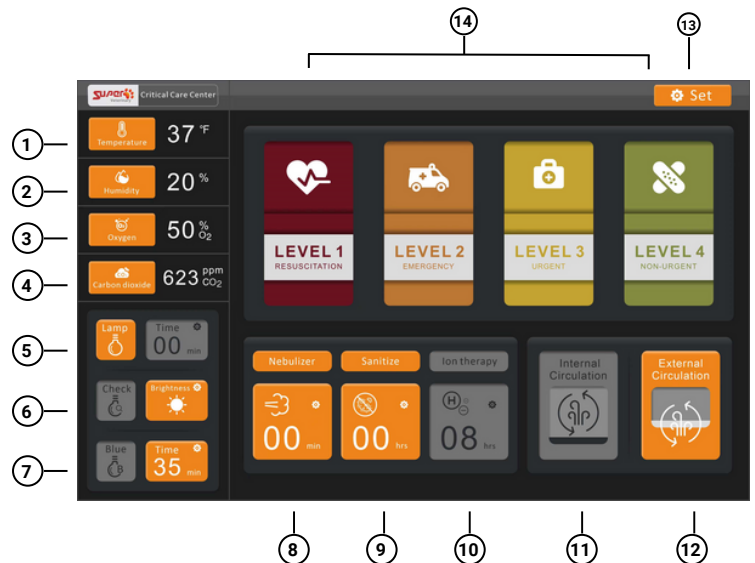 14
13
SUPER
Veterinary
Critical Care Center
Set
1
Temperature
37 °F
2
Humidity
20 %
3
Oxygen
50 % O2
4
Carbon dioxide
623 ppm CO2
LEVEL 1
RESUSCITATION
LEVEL 2
EMERGENCY
LEVEL 3
URGENT
LEVEL 4
NON-URGENT
5
Lamp
Time
00 min
6
Check
Brightness
7
Blue
B
Time
35 min
Nebulizer
Sanitize
Ion therapy
00 min
00 hrs
H
08 hrs
Internal
Circulation
External
Circulation
8
9
10
11
12